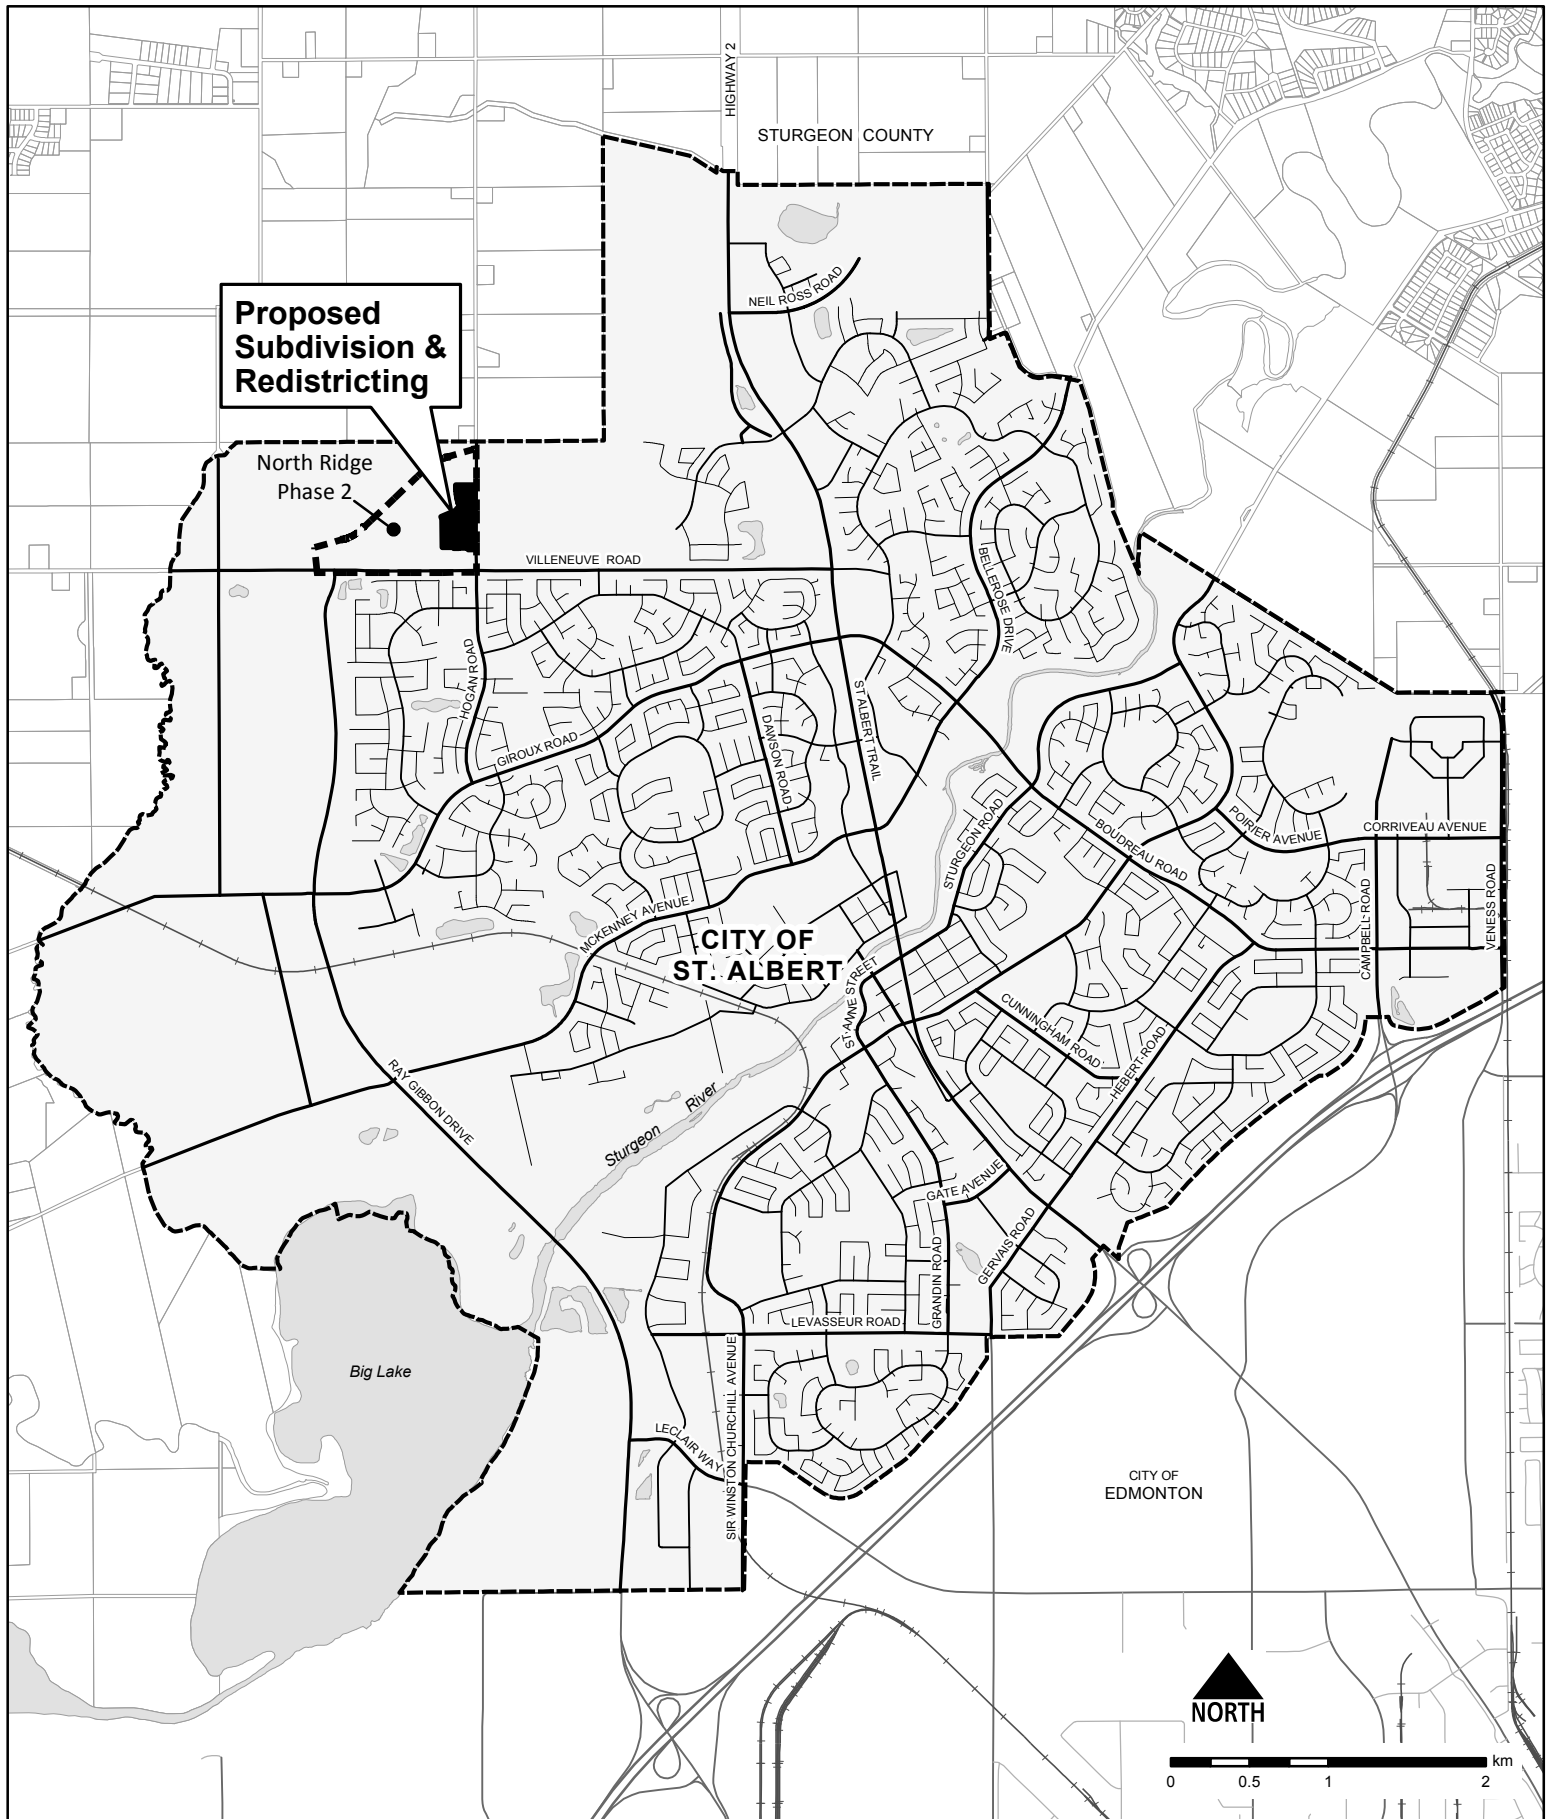 HIGHWAY 2
STURGEON COUNTY
NEIL ROSS ROAD
Proposed
Subdivision &
Redistricting
North Ridge
Phase 2
VILLENEUVE ROAD
BELLEROSE DRIVE
HOGAN ROAD
GIROUX ROAD
DAWSON ROAD
ST ALBERT TRAIL
STURGEON ROAD
BOUDREAU ROAD
POIRIER AVENUE
CORRIVEAU AVENUE
CAMPBELL ROAD
VENESS ROAD
MCKENNEY AVENUE
CITY OF
ST. ALBERT
ST ANNE STREET
CUNNINGHAM ROAD
HEBERT ROAD
RAY GIBBON DRIVE
Sturgeon River
GATE AVENUE
GERVAIS ROAD
GRANDIN ROAD
LEVASSEUR ROAD
Big Lake
SIR WINSTON CHURCHILL AVENUE
LECLAIR WAY
CITY OF
EDMONTON
NORTH
km
0 0.5 1 2